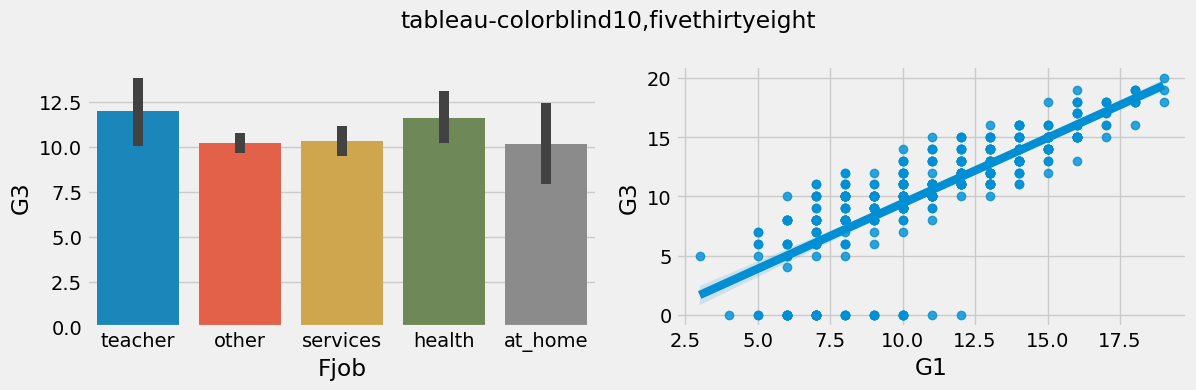 tableau-colorblind10,fivethirtyeight
G3
12.5
10.0
7.5
5.0
2.5
0.0
teacher other services health at_home
Fjob
G3
20
15
10
5
0
2.5 5.0 7.5 10.0 12.5 15.0 17.5
G1